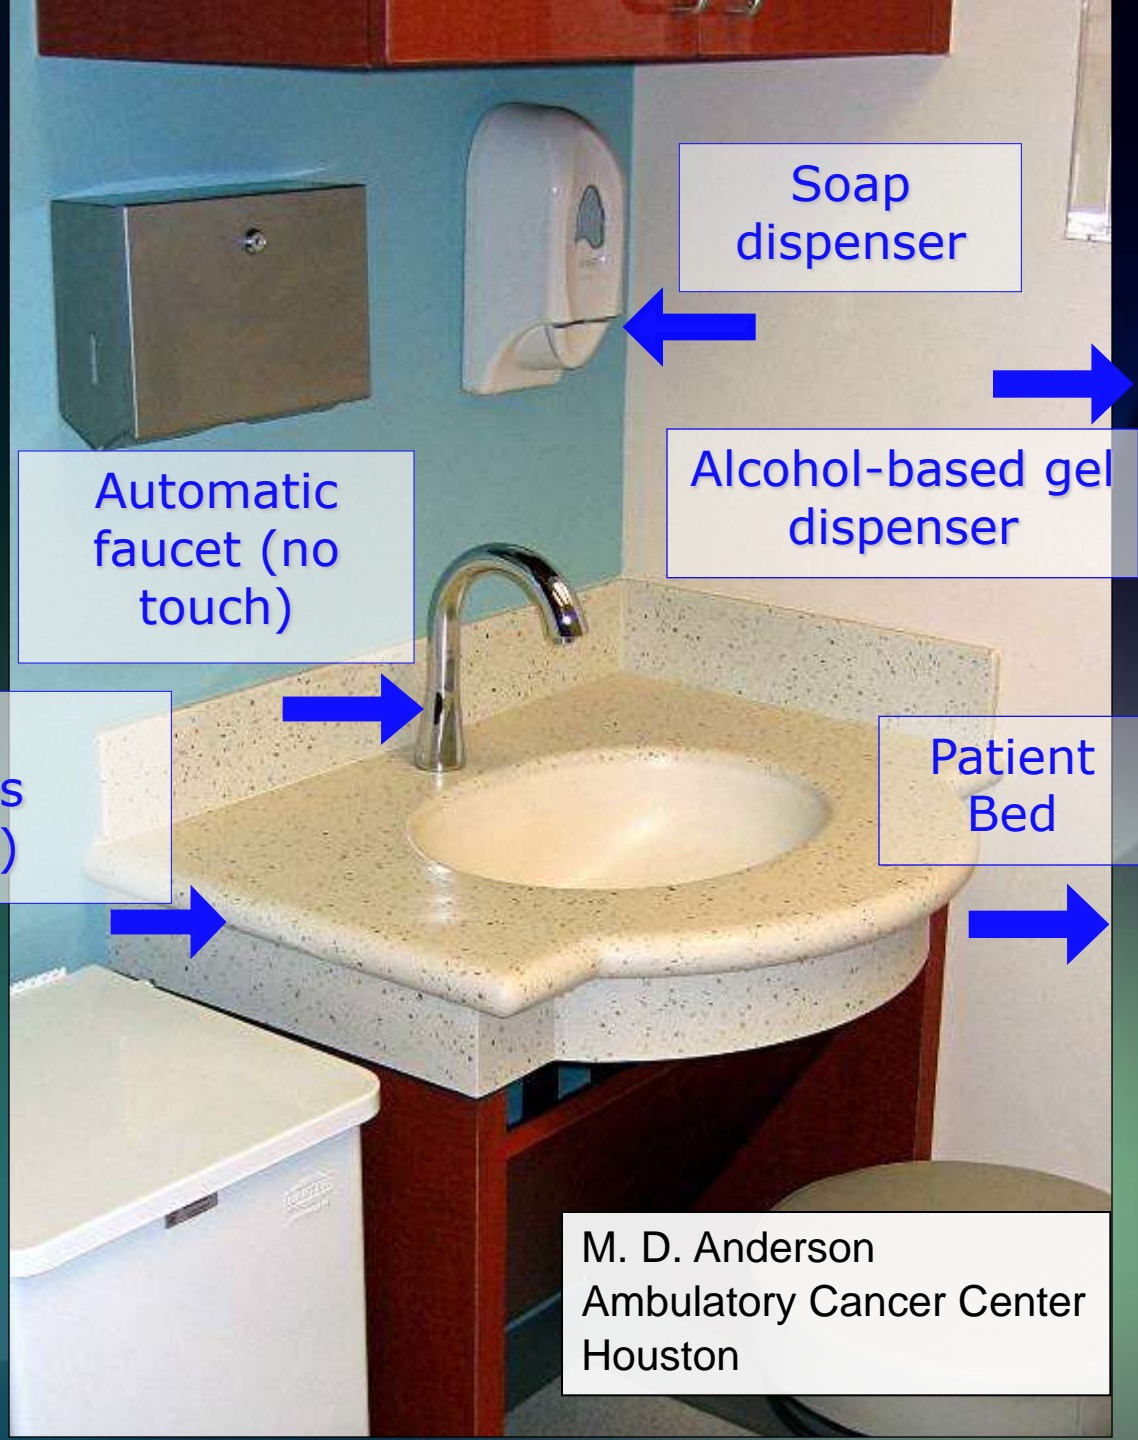 Soap
dispenser
Alcohol-based gel
dispenser
Automatic
faucet (no
touch)
s
)
Patient
Bed
M. D. Anderson
Ambulatory Cancer Center
Houston